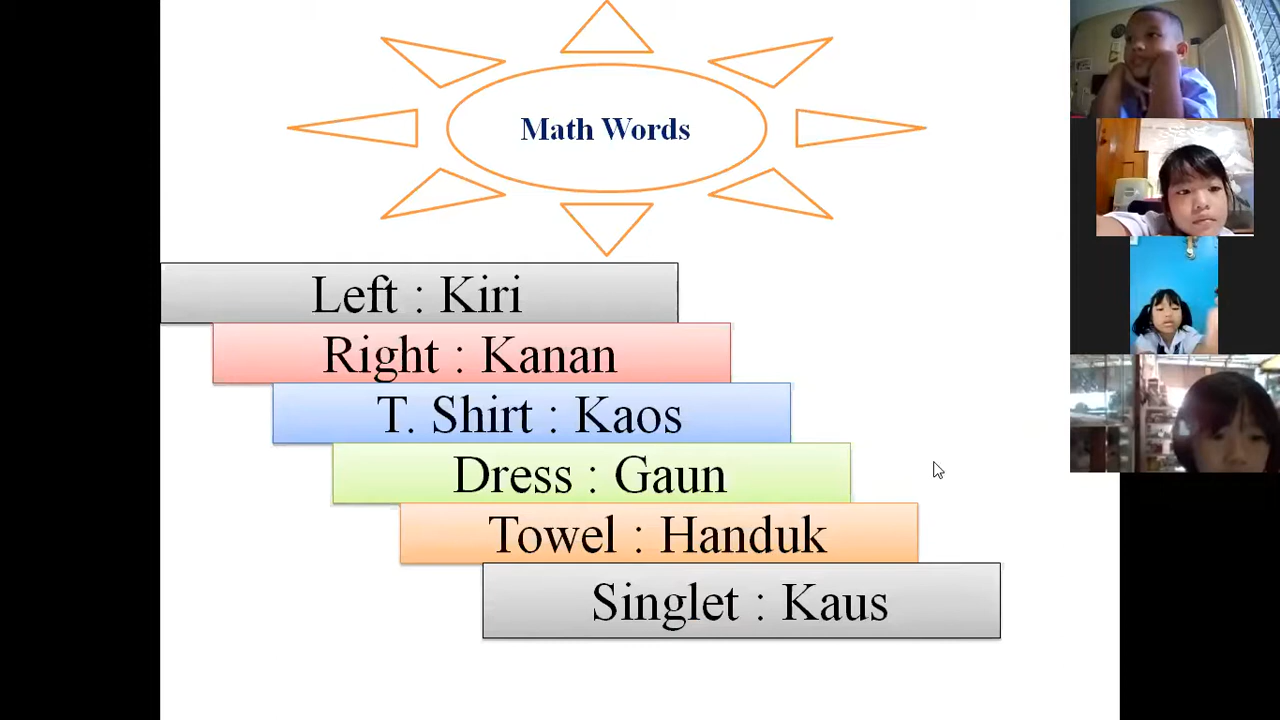 Math Words
Left : Kiri
Right : Kanan
T. Shirt : Kaos
Dress : Gaun
Towel : Handuk
Singlet : Kaus